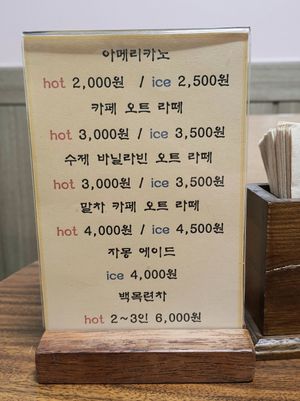 아메리카노
hot 2,000원 / ice 2,500원
카페 오트 라떼
hot 3,000원 / ice 3,500원
수제 바닐라빈 오트 라떼
hot 3,000원 / ice 3,500원
말차 카페 오트 라떼
hot 4,000원 / ice 4,500원
자몽 에이드
ice 4,000원
백목련차
hot 2~3인 6,000원